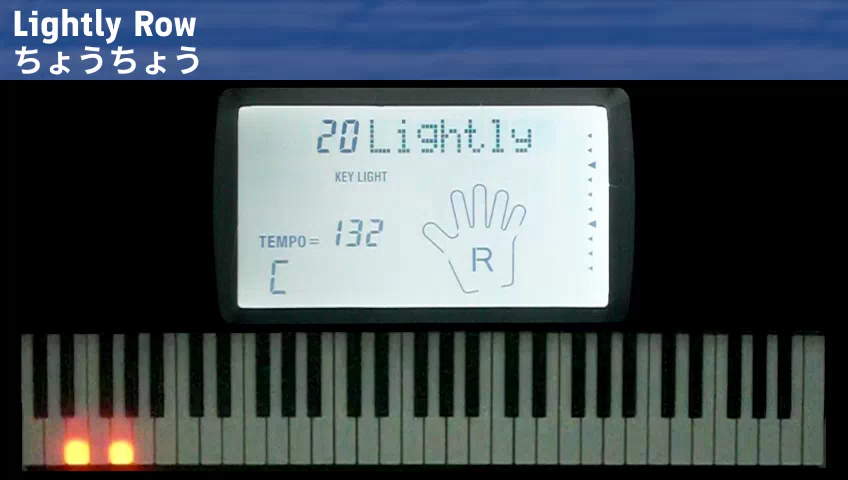 Lightly Row
ちょうちょう
20 Lightly
KEY LIGHT
TEMPO = 132
C
R